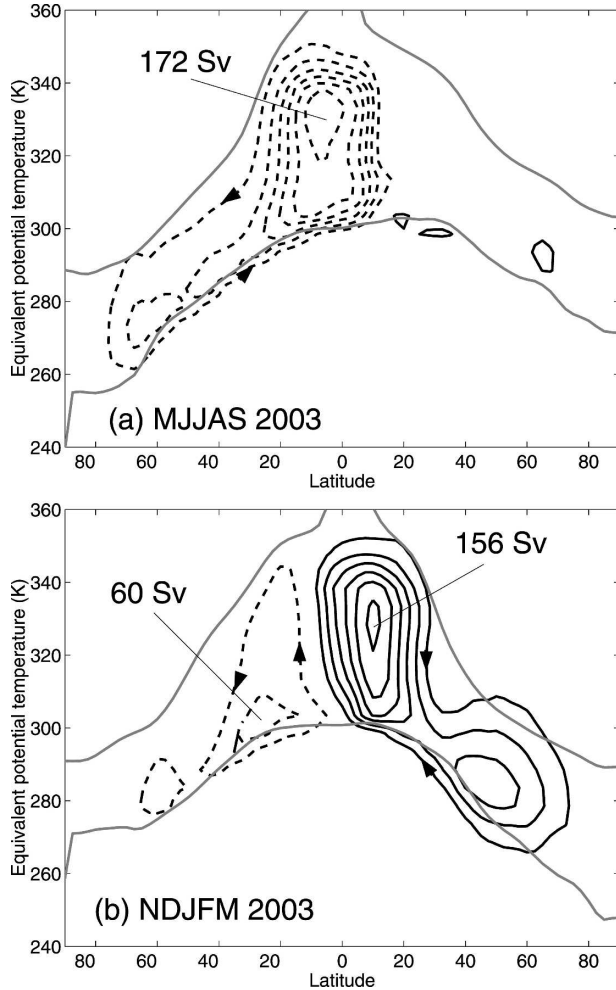 360
340
320
300
280
260
240
Equivalent potential temperature (K)
172 Sv
(a) MJJAS 2003
80 60 40 20 0 20 40 60 80
Latitude
360
340
320
300
280
260
240
Equivalent potential temperature (K)
156 Sv
60 Sv
(b) NDJFM 2003
80 60 40 20 0 20 40 60 80
Latitude